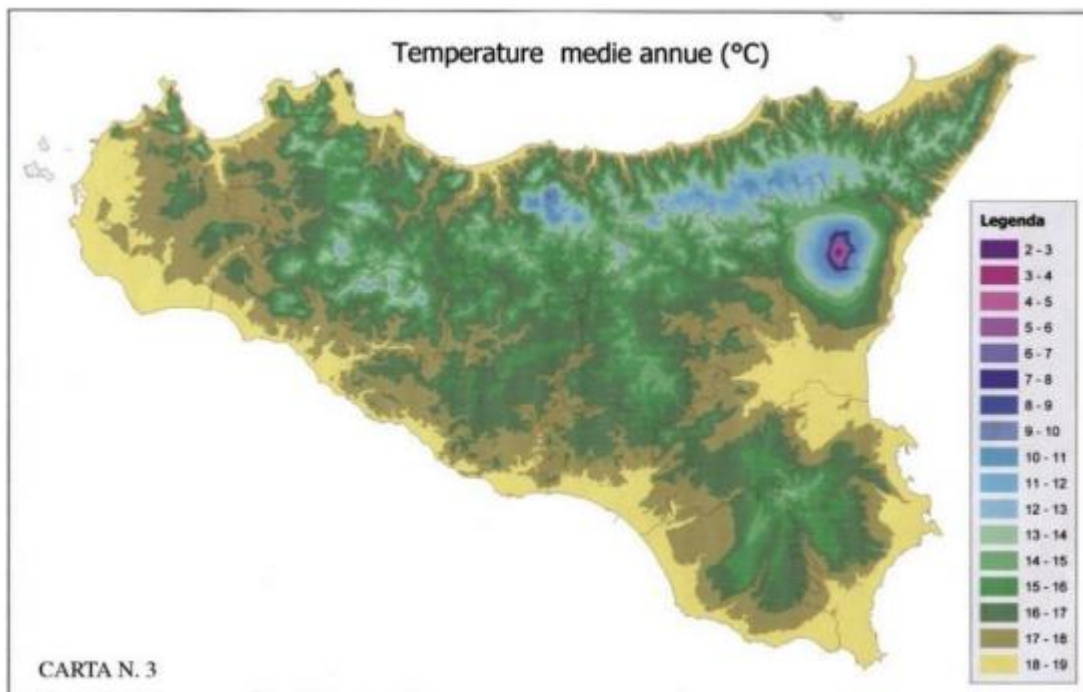 Temperature medie annue (°C)
Legenda
2 - 3
3 - 4
4 - 5
5 - 6
6 - 7
7 - 8
8 - 9
9 - 10
10 - 11
11 - 12
12 - 13
13 - 14
14 - 15
15 - 16
16 - 17
17 - 18
18 - 19
CARTA N. 3